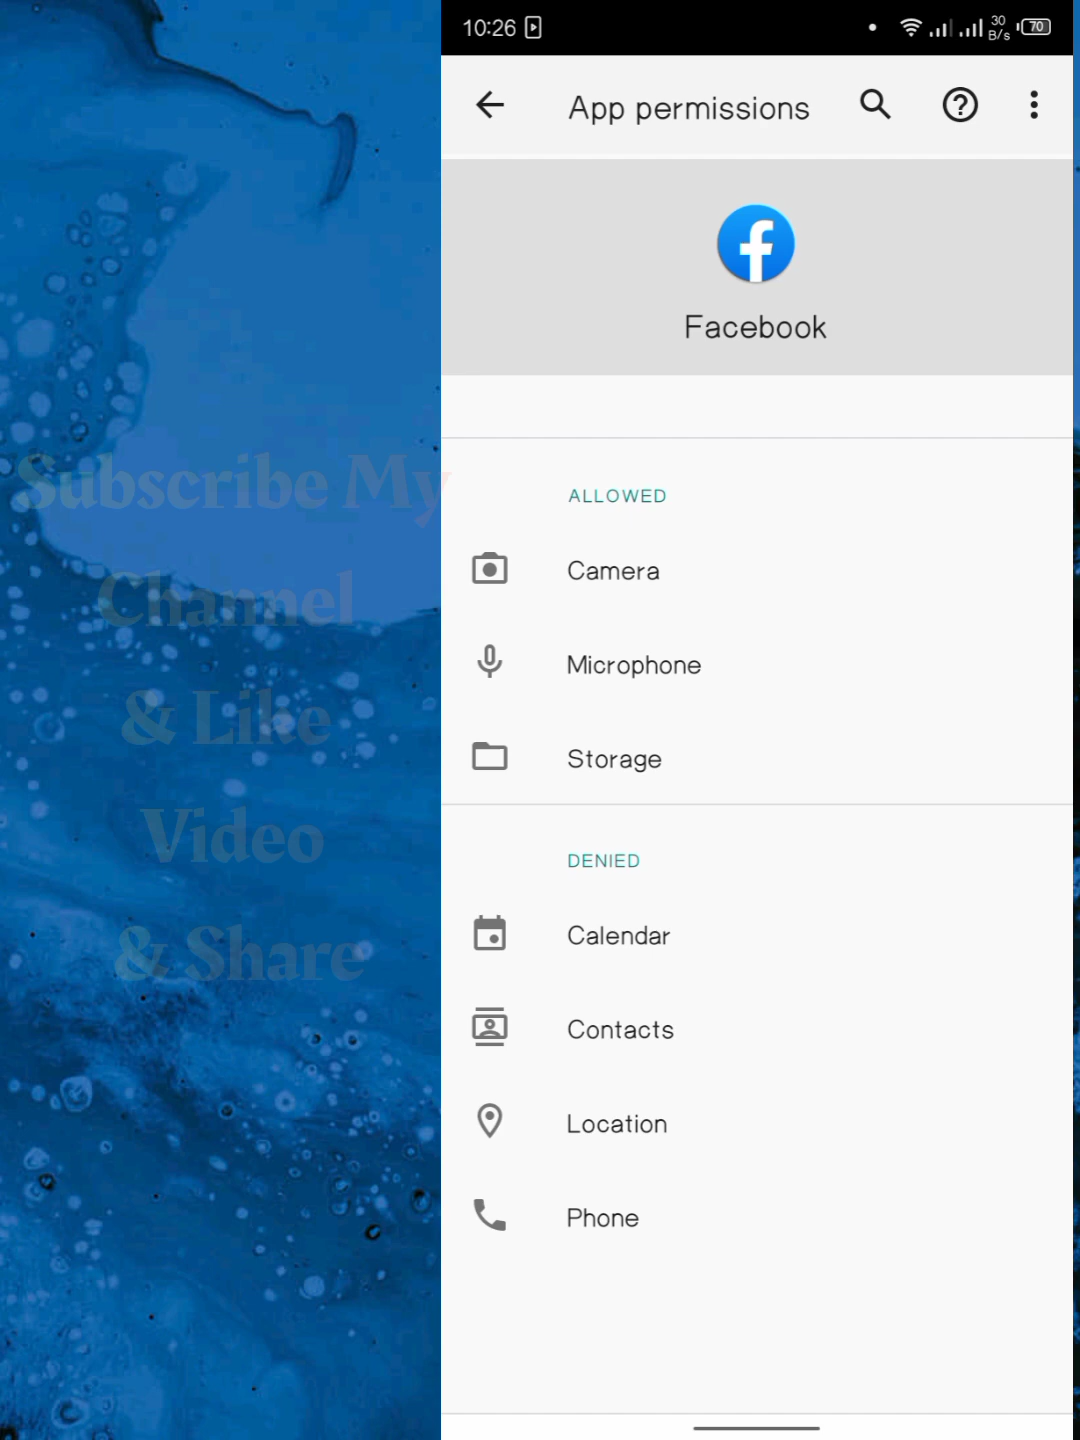 10:26
30
B/s
70
App permissions
Facebook
ALLOWED
Camera
Microphone
Storage
DENIED
Calendar
Contacts
Location
Phone
Subscribe My
Channel
& Like
Video
& Share